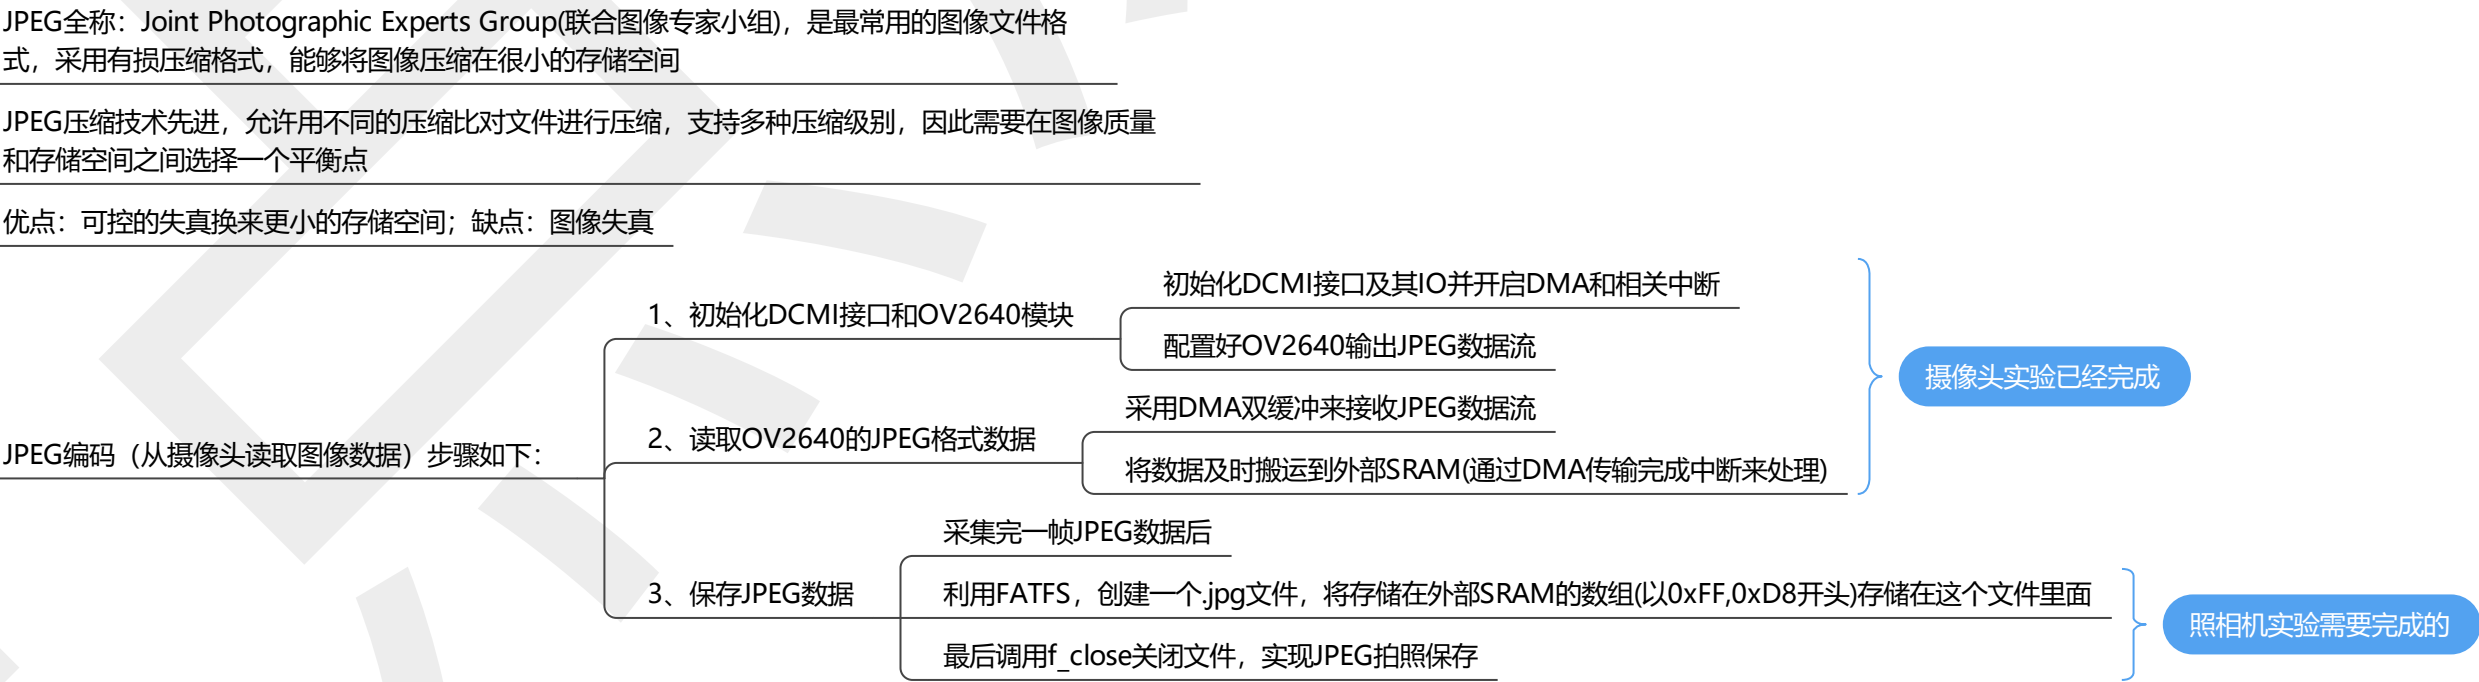 JPEG全称：Joint Photographic Experts Group(联合图像专家小组)，是最常用的图像文件格
式，采用有损压缩格式，能够将图像压缩在很小的存储空间
JPEG压缩技术先进，允许用不同的压缩比对文件进行压缩，支持多种压缩级别，因此需要在图像质量
和存储空间之间选择一个平衡点
优点：可控的失真换来更小的存储空间；缺点：图像失真
JPEG编码（从摄像头读取图像数据）步骤如下：
1、初始化DCMI接口和OV2640模块
初始化DCMI接口及其IO并开启DMA和相关中断
配置好OV2640输出JPEG数据流
2、读取OV2640的JPEG格式数据
采用DMA双缓冲来接收JPEG数据流
将数据及时搬运到外部SRAM(通过DMA传输完成中断来处理)
摄像头实验已经完成
3、保存JPEG数据
采集完一帧JPEG数据后
利用FATFS，创建一个.jpg文件，将存储在外部SRAM的数组(以0xFF,0xD8开头)存储在这个文件里面
最后调用f_close关闭文件，实现JPEG拍照保存
照相机实验需要完成的